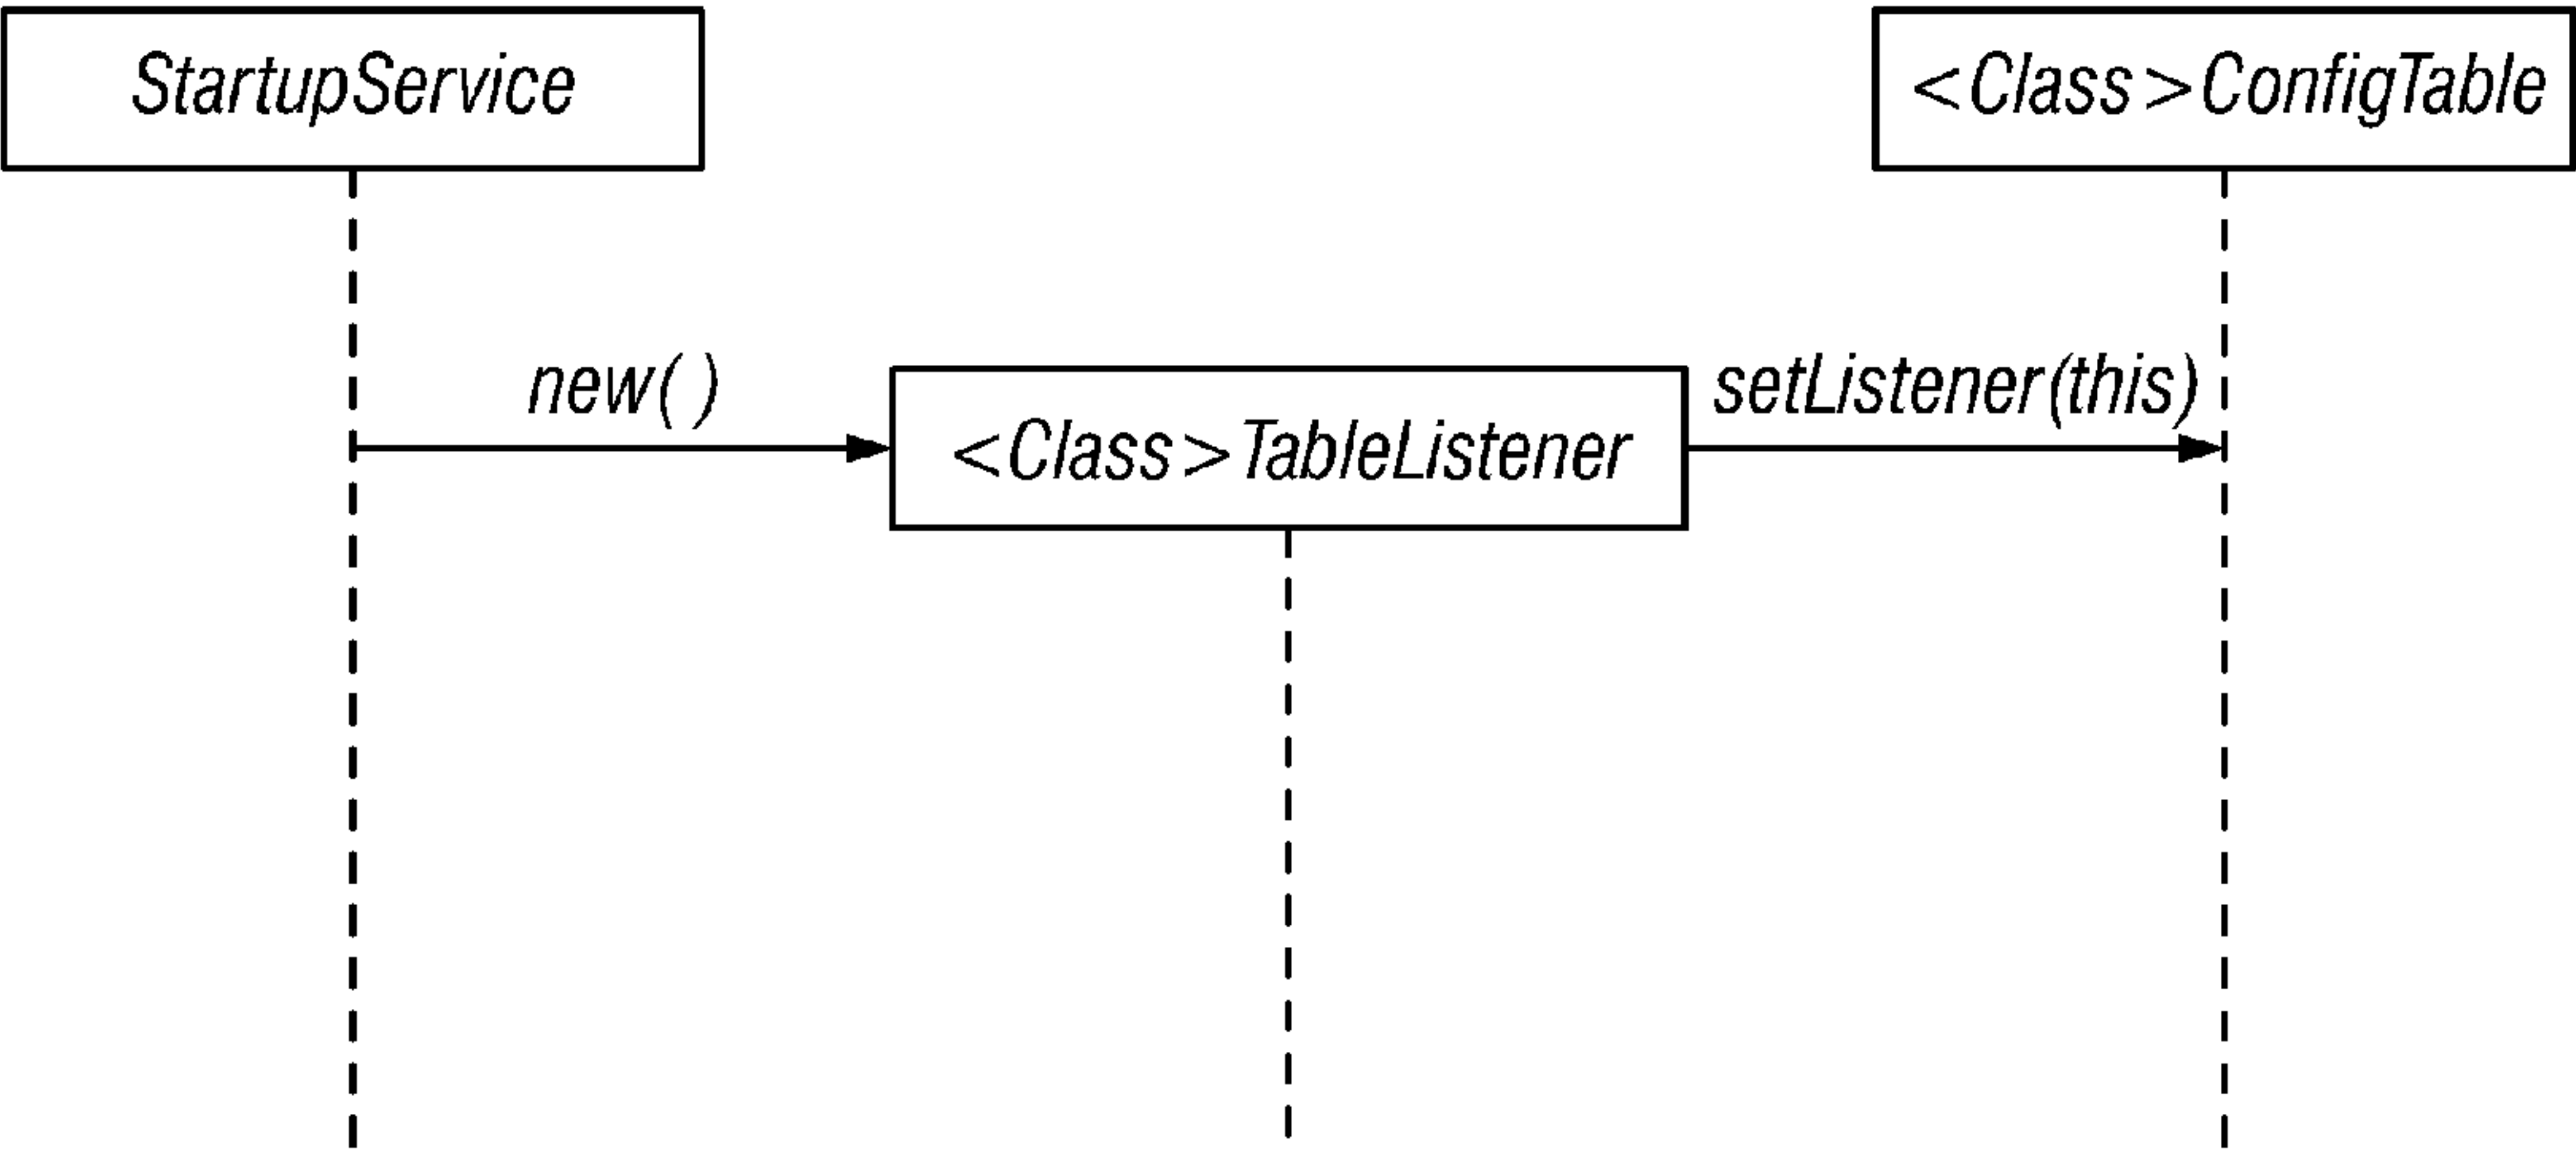 StartupService
<Class>ConfigTable
new( )
<Class>TableListener
setListener(this)